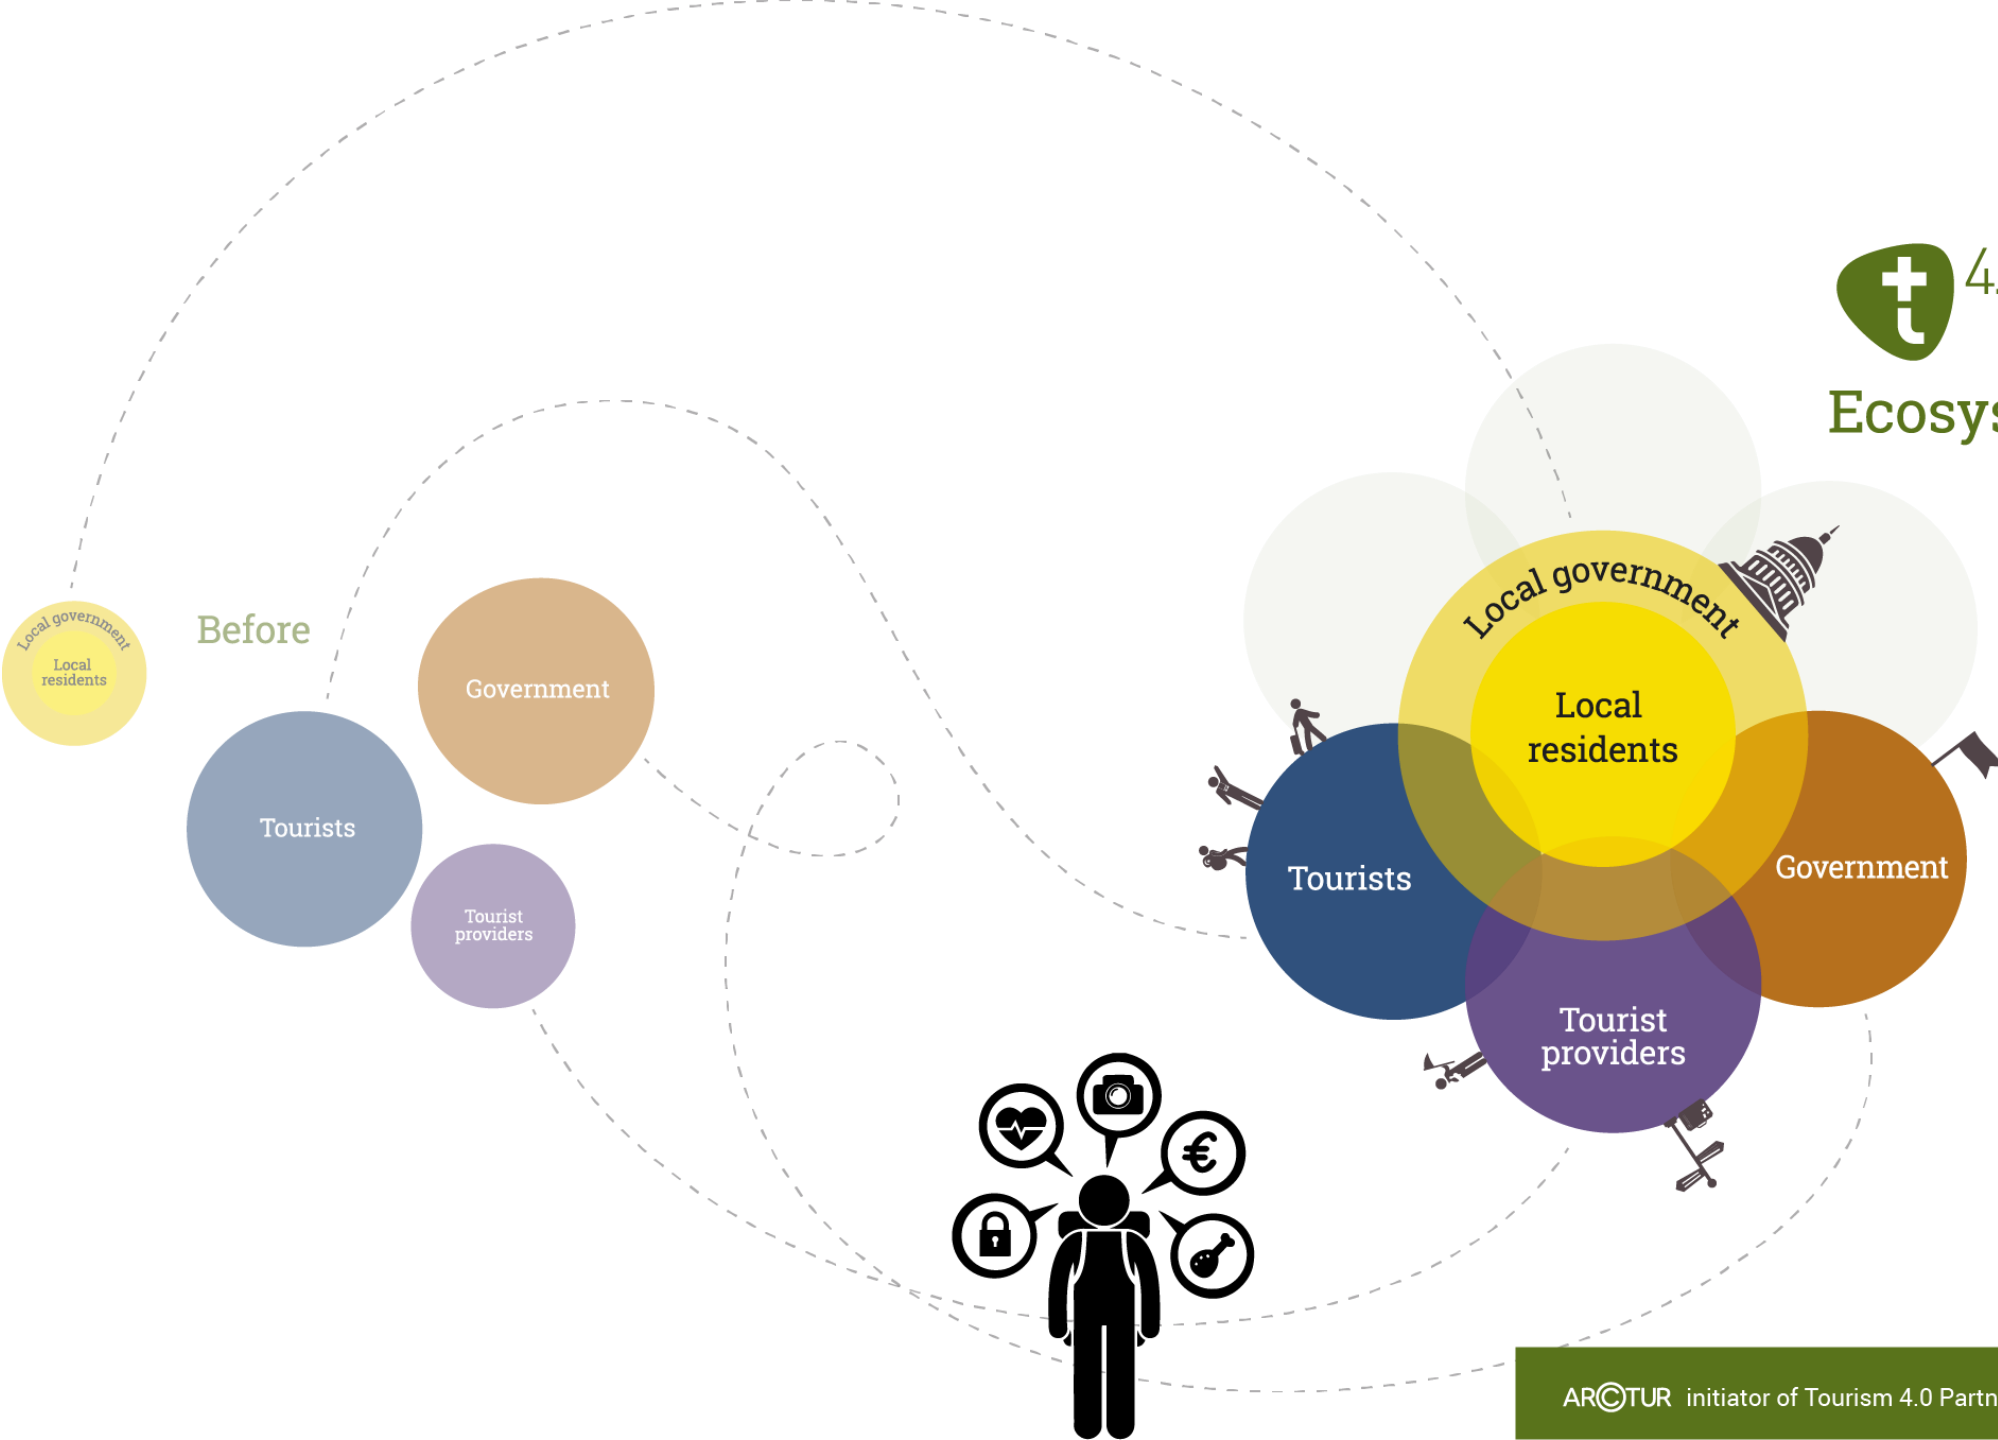 t 4.
Ecosys
Before
Local government
Local
residents
Government
Tourists
Tourist
providers
Local government
Local
residents
Tourists
Government
Tourist
providers
€
ARCTUR initiator of Tourism 4.0 Partn